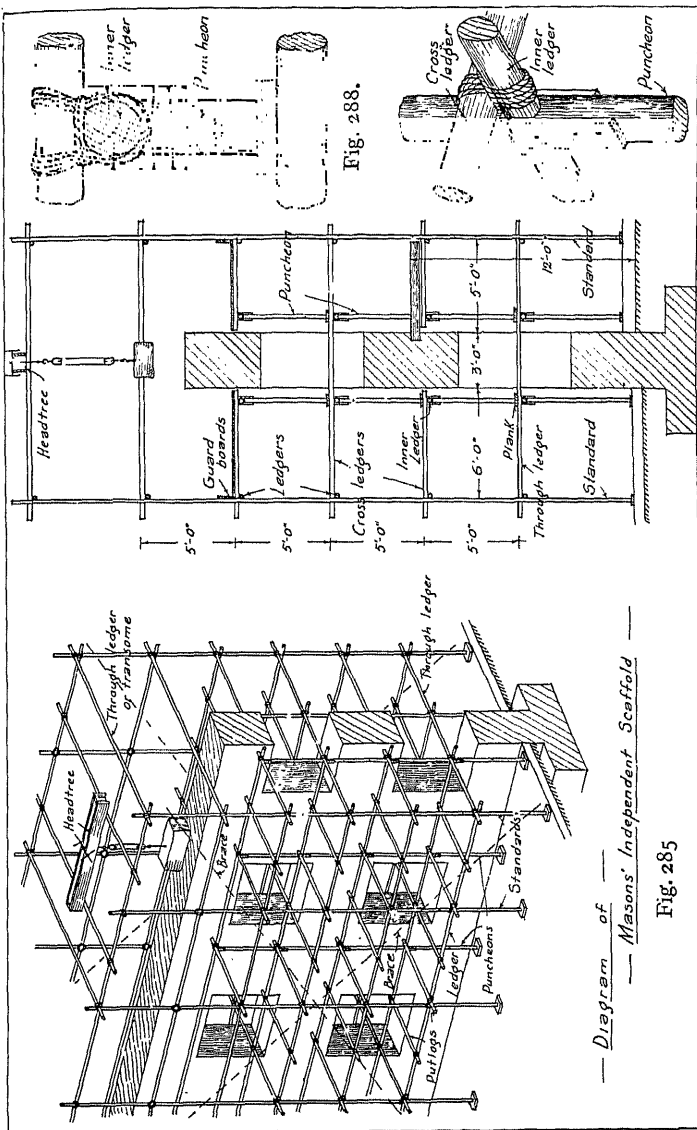 Headtree
Through ledger
of transome
Brace
Brace
Putlogs
ledger
Puncheons
Standards
Through ledger
Diagram of
Masons' Independent Scaffold
Fig. 285
Headtree
Guard
boards
Ledgers
Cross ledgers
Inner
Ledger
Plank
Through ledger
Standard
5'-0"
5'-0"
5'-0"
5'-0"
6'-0"
3'-0"
5'-0"
12'-0"
Puncheon
Standard
Inner
ledger
Puncheon
Fig. 288.
Cross
ledger
Inner
ledger
Puncheon